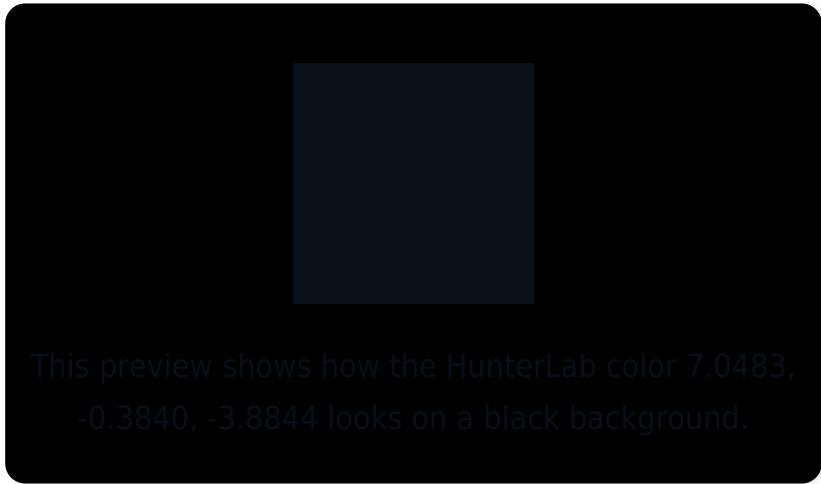 This preview shows how the HunterLab color 7.0483,
-0.3840, -3.8844 looks on a black background.